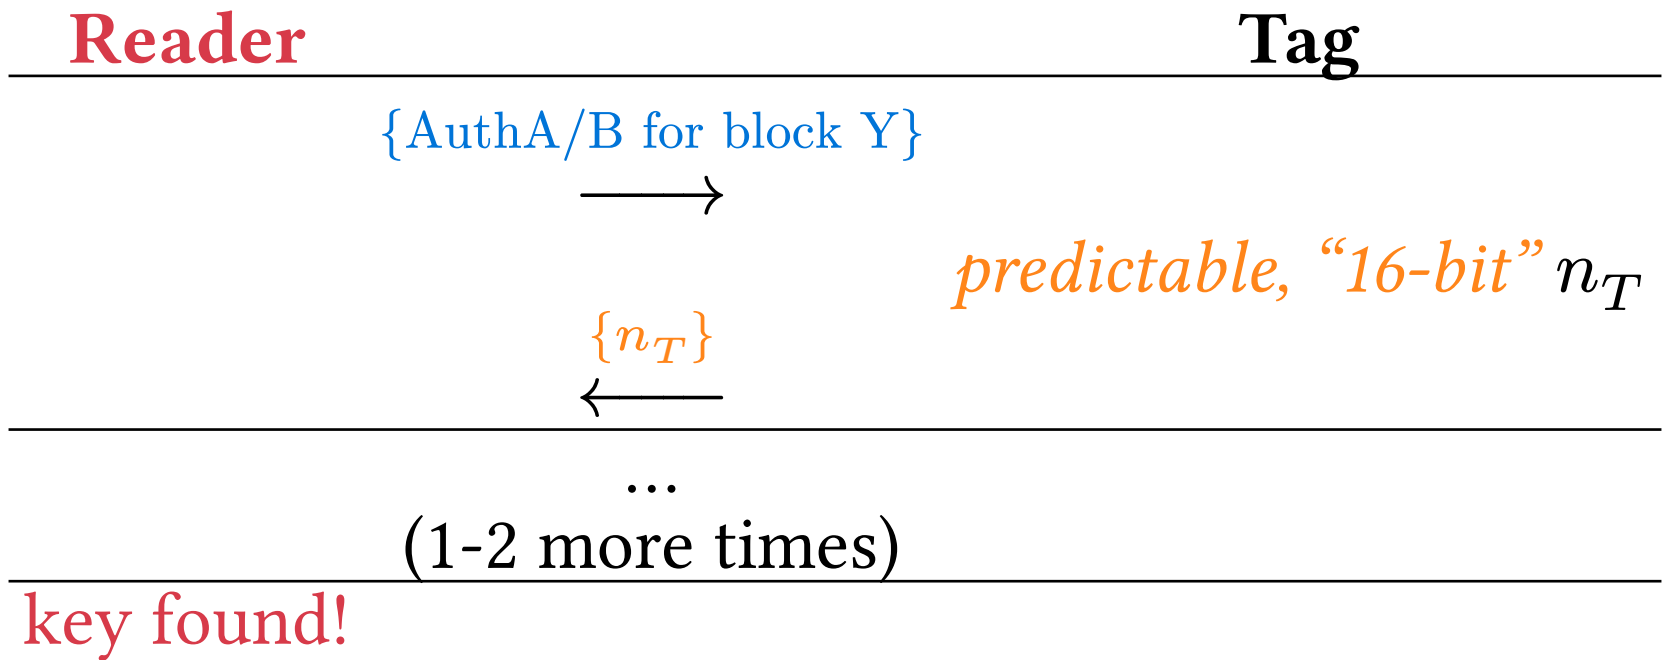 Reader Tag
{AuthA/B for block Y}
predictable, “16-bit” n_T
{n_T}
...
(1-2 more times)
key found!